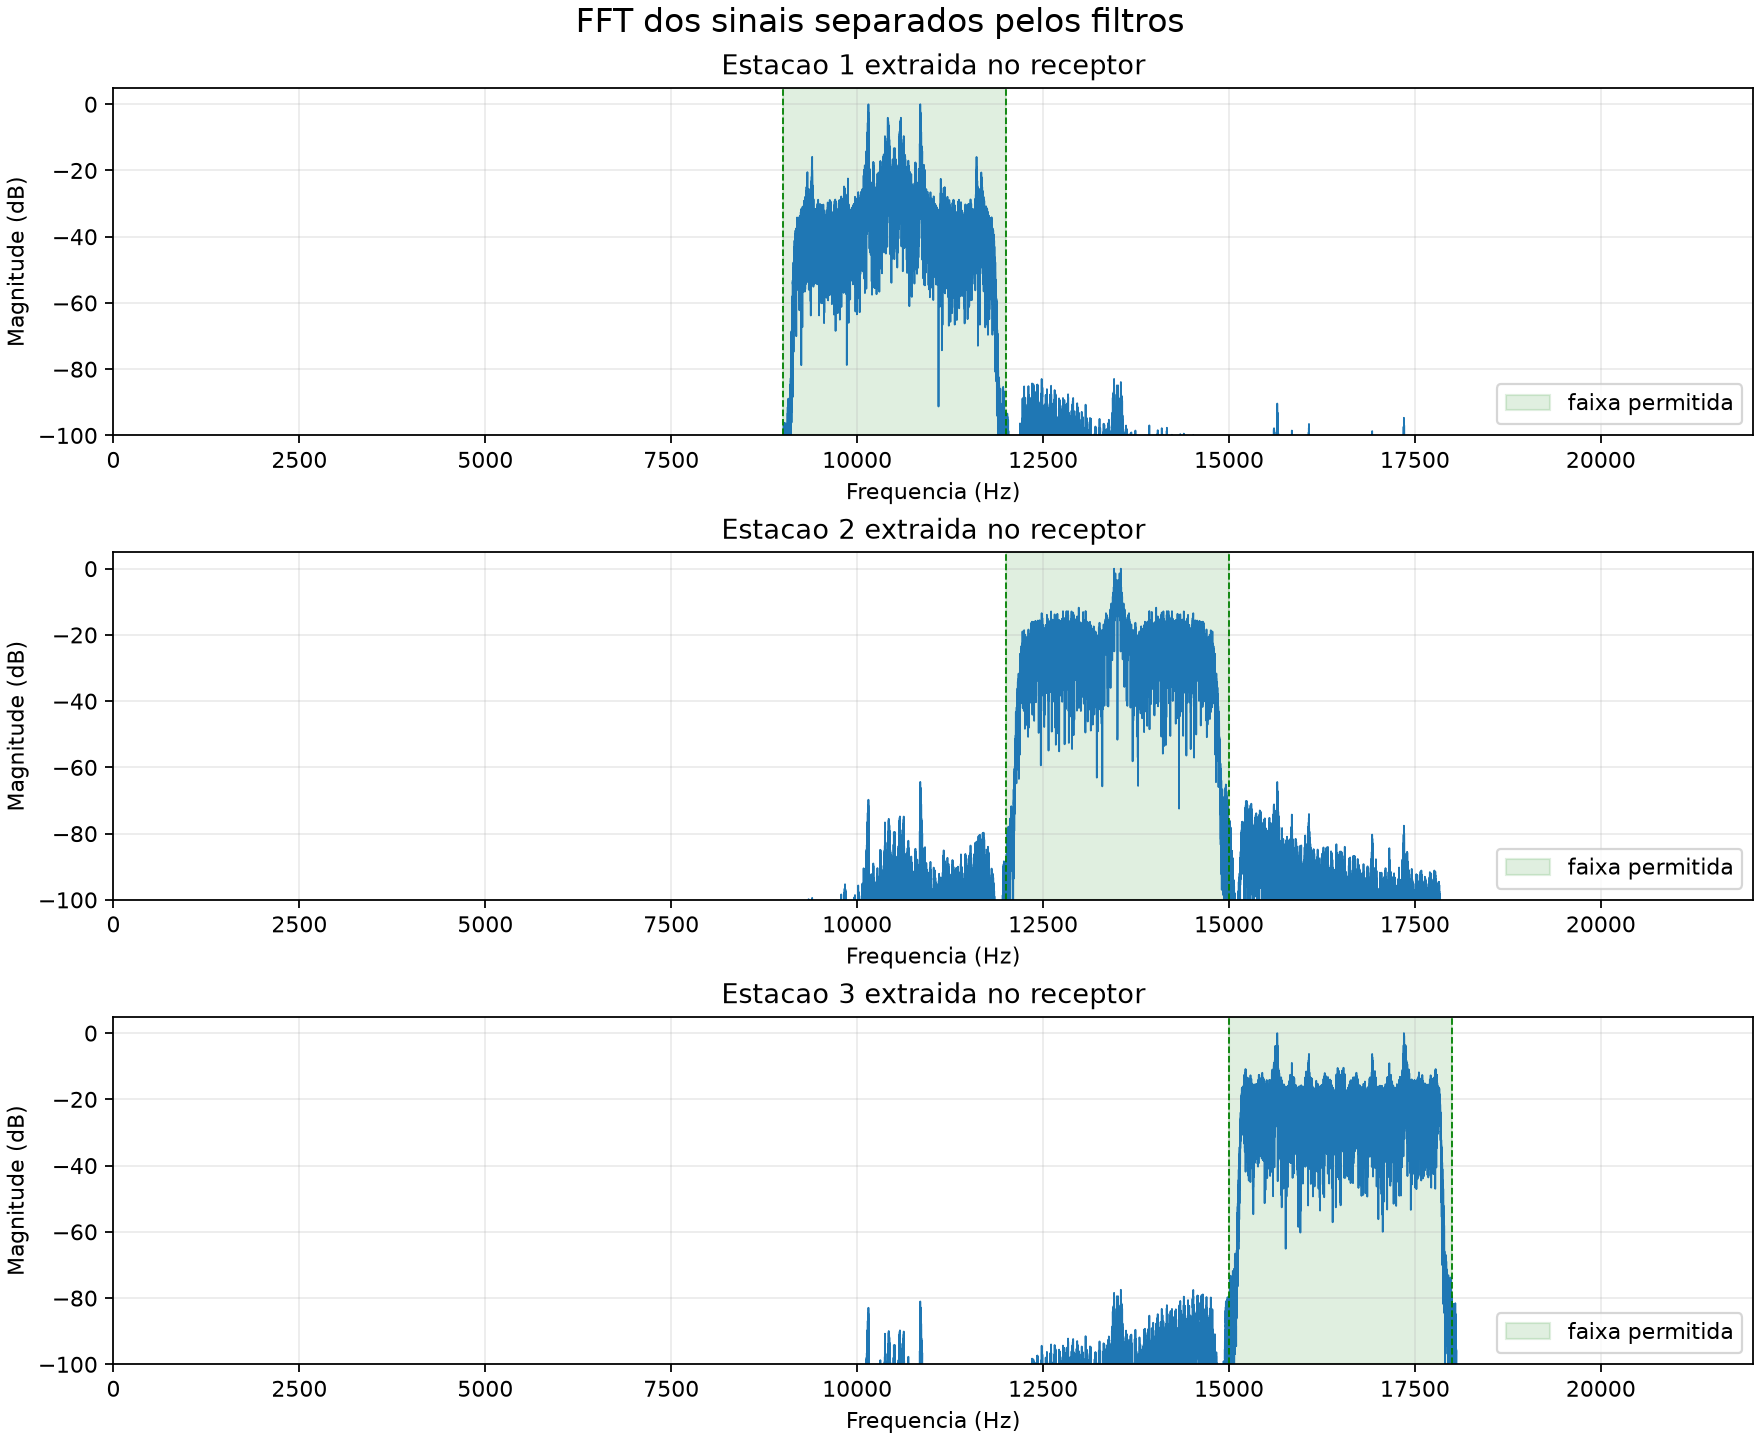 FFT dos sinais separados pelos filtros
Estacao 1 extraida no receptor
Magnitude (dB)
0
−20
−40
−60
−80
−100
faixa permitida
0 2500 5000 7500 10000 12500 15000 17500 20000
Frequencia (Hz)
Estacao 2 extraida no receptor
Magnitude (dB)
0
−20
−40
−60
−80
−100
faixa permitida
0 2500 5000 7500 10000 12500 15000 17500 20000
Frequencia (Hz)
Estacao 3 extraida no receptor
Magnitude (dB)
0
−20
−40
−60
−80
−100
faixa permitida
0 2500 5000 7500 10000 12500 15000 17500 20000
Frequencia (Hz)